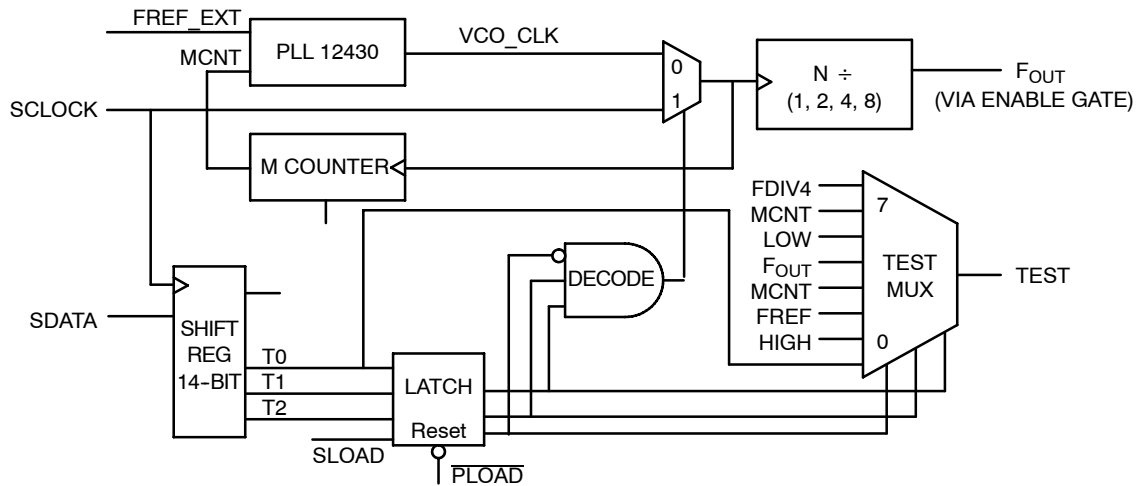 FREF_EXT
MCNT
PLL 12430
VCO_CLK
SCLOCK
0
1
N ÷
(1, 2, 4, 8)
FOUT
(VIA ENABLE GATE)
M COUNTER
FDIV4
MCNT
LOW
FOUT
MCNT
FREF
HIGH
7
TEST
MUX
0
TEST
DECODE
SDATA
SHIFT
REG
14-BIT
T0
T1
T2
LATCH
Reset
SLOAD
PLOAD